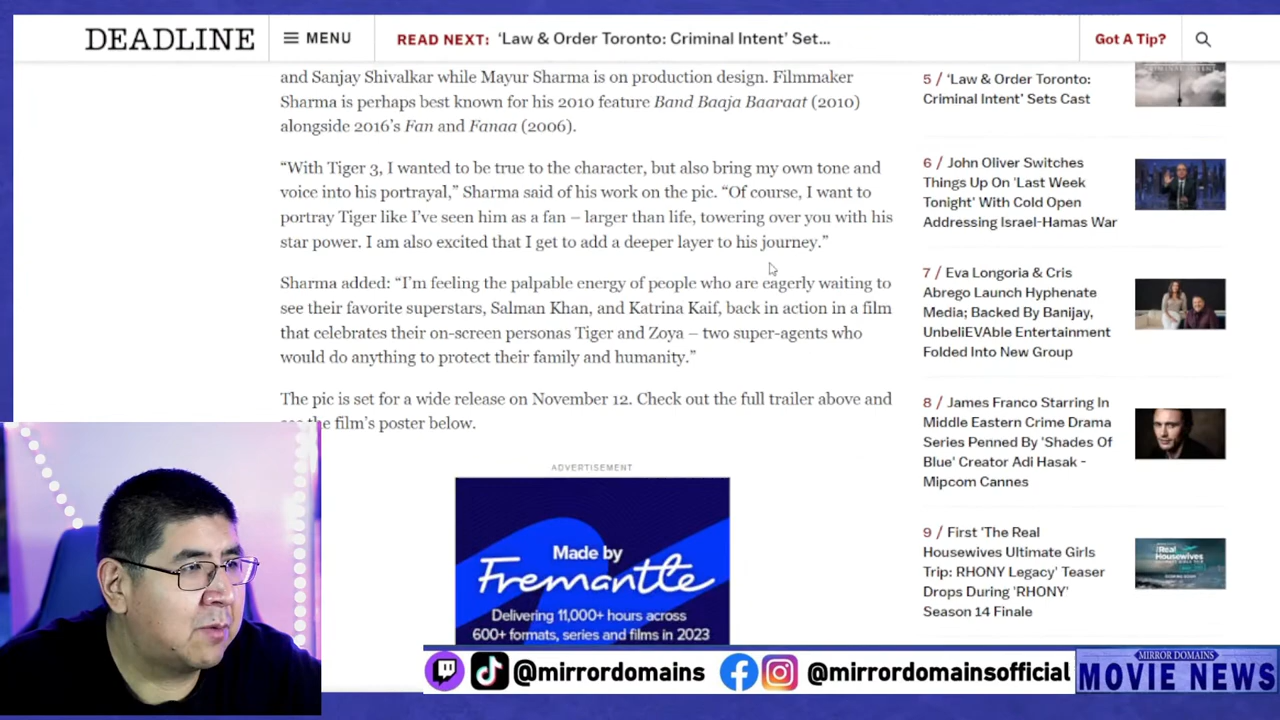 DEADLINE
MENU
READ NEXT: ‘Law & Order Toronto: Criminal Intent’ Set...
Got A Tip?
and Sanjay Shivalkar while Mayur Sharma is on production design. Filmmaker
Sharma is perhaps best known for his 2010 feature Band Baaja Baaraat (2010)
alongside 2016’s Fan and Fanaa (2006).
“With Tiger 3, I wanted to be true to the character, but also bring my own tone and
voice into his portrayal,” Sharma said of his work on the pic. “Of course, I want to
portray Tiger like I’ve seen him as a fan – larger than life, towering over you with his
star power. I am also excited that I get to add a deeper layer to his journey.”
Sharma added: “I’m feeling the palpable energy of people who are eagerly waiting to
see their favorite superstars, Salman Khan, and Katrina Kaif, back in action in a film
that celebrates their on-screen personas Tiger and Zoya – two super-agents who
would do anything to protect their family and humanity.”
The pic is set for a wide release on November 12. Check out the full trailer above and
the film’s poster below.
ADVERTISEMENT
Made by
Fremantle
Delivering 11,000+ hours across
600+ formats, series and films in 2023
5 / ‘Law & Order Toronto:
Criminal Intent’ Sets Cast
6 / John Oliver Switches
Things Up On 'Last Week
Tonight' With Cold Open
Addressing Israel-Hamas War
7 / Eva Longoria & Cris
Abrego Launch Hyphenate
Media; Backed By Banijay,
UnbeliEVAble Entertainment
Folded Into New Group
8 / James Franco Starring In
Middle Eastern Crime Drama
Series Penned By 'Shades Of
Blue' Creator Adi Hasak -
Mipcom Cannes
9 / First ‘The Real
Housewives Ultimate Girls
Trip: RHONY Legacy’ Teaser
Drops During ‘RHONY’
Season 14 Finale
@mirrordomains
@mirrordomainsofficial
MIRROR DOMAINS
MOVIE NEWS